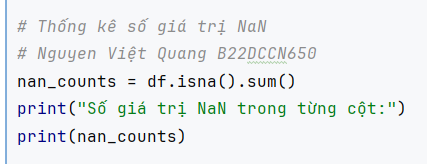 # Thống kê số giá trị NaN
# Nguyen Việt Quang B22DCCN650
nan_counts = df.isna().sum()
print("Số giá trị NaN trong từng cột:")
print(nan_counts)